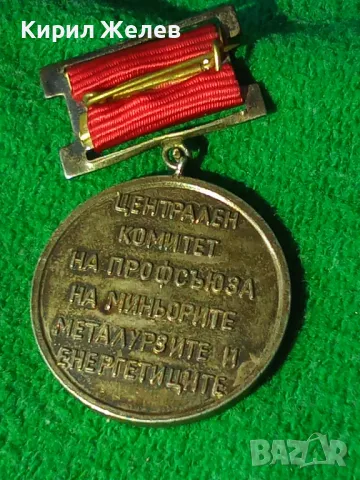 Кирил Желев
ЦЕНТРАЛЕН
КОМИТЕТ
НА ПРОФСЪЮЗА
НА МИНЬОРИТЕ
МЕТАЛУРЗИТЕ И
ЕНЕРГЕТИЦИТЕ
BAZAR